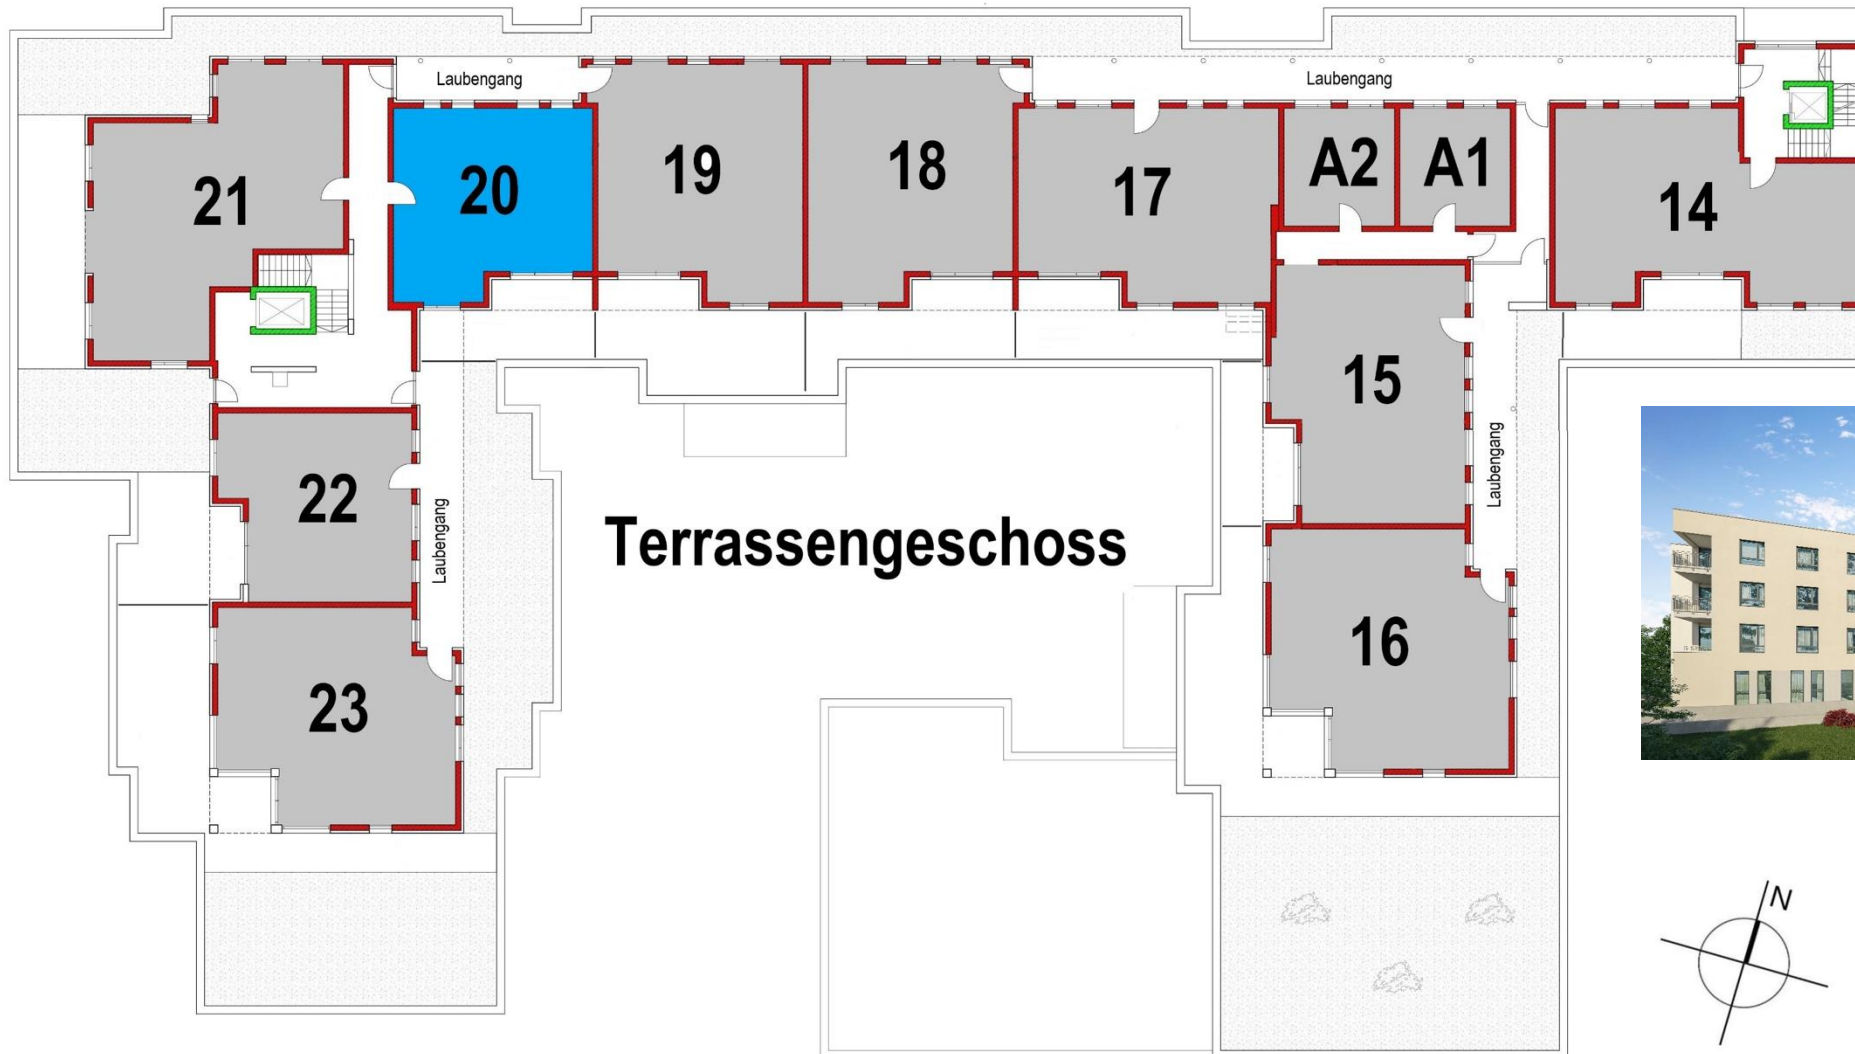 Laubengang
Laubengang
21
20
19
18
17
A2
A1
14
15
22
Laubengang
Laubengang
Terrassengeschoss
16
23
N